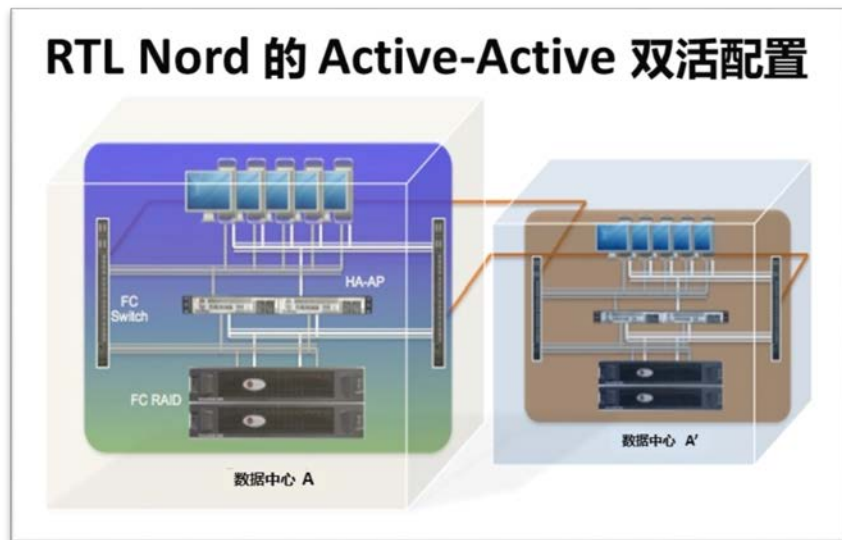 RTL Nord 的 Active-Active 双活配置
HA-AP
FC
Switch
FC RAID
数据中心 A
数据中心 A′